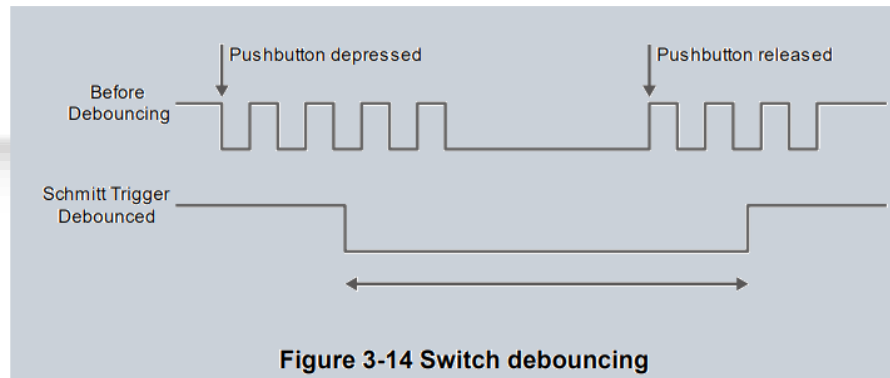 Pushbutton depressed
Pushbutton released
Before
Debouncing
Schmitt Trigger
Debounced
Figure 3-14 Switch debouncing